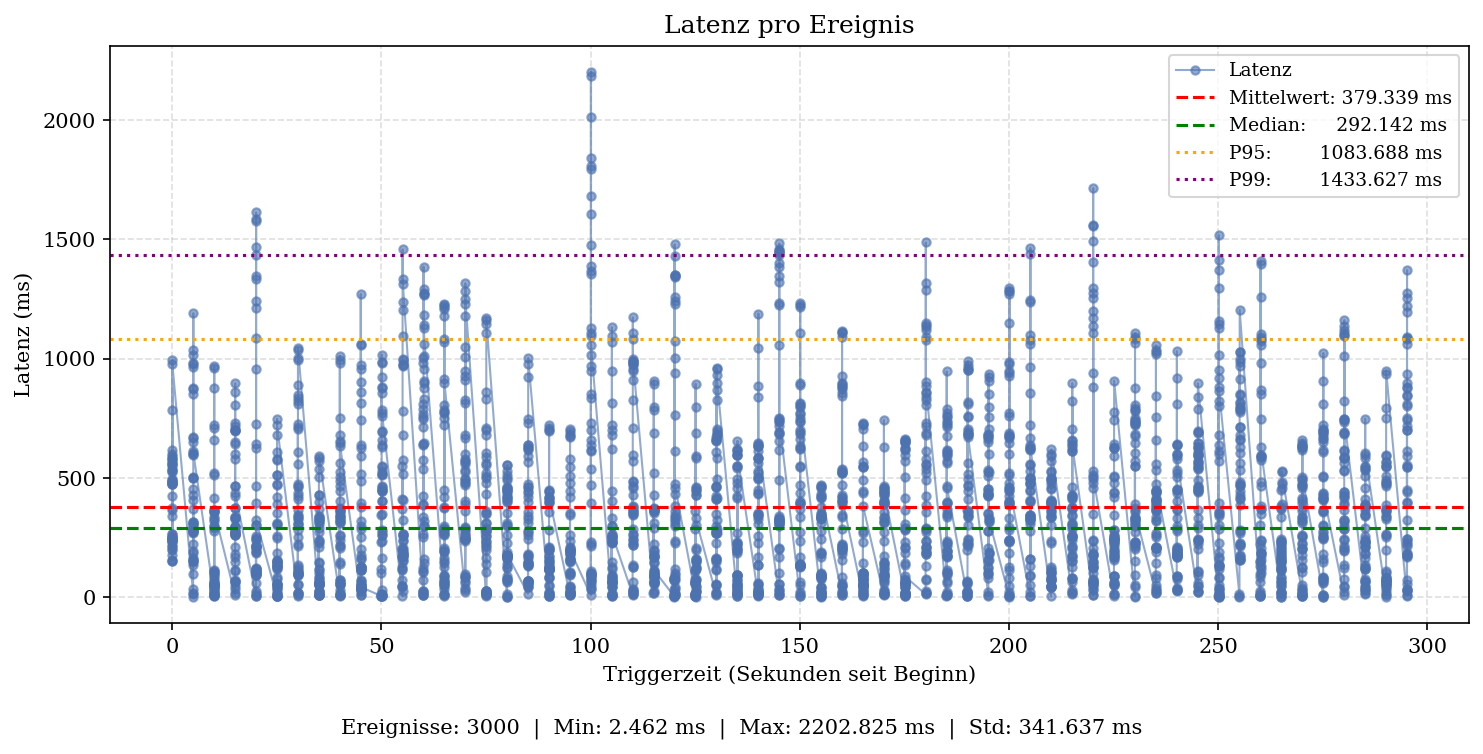 Latenz pro Ereignis
Latenz (ms)
2000
1500
1000
500
0
Latenz
Mittelwert: 379.339 ms
Median: 292.142 ms
P95: 1083.688 ms
P99: 1433.627 ms
0 50 100 150 200 250 300
Triggerzeit (Sekunden seit Beginn)
Ereignisse: 3000 | Min: 2.462 ms | Max: 2202.825 ms | Std: 341.637 ms